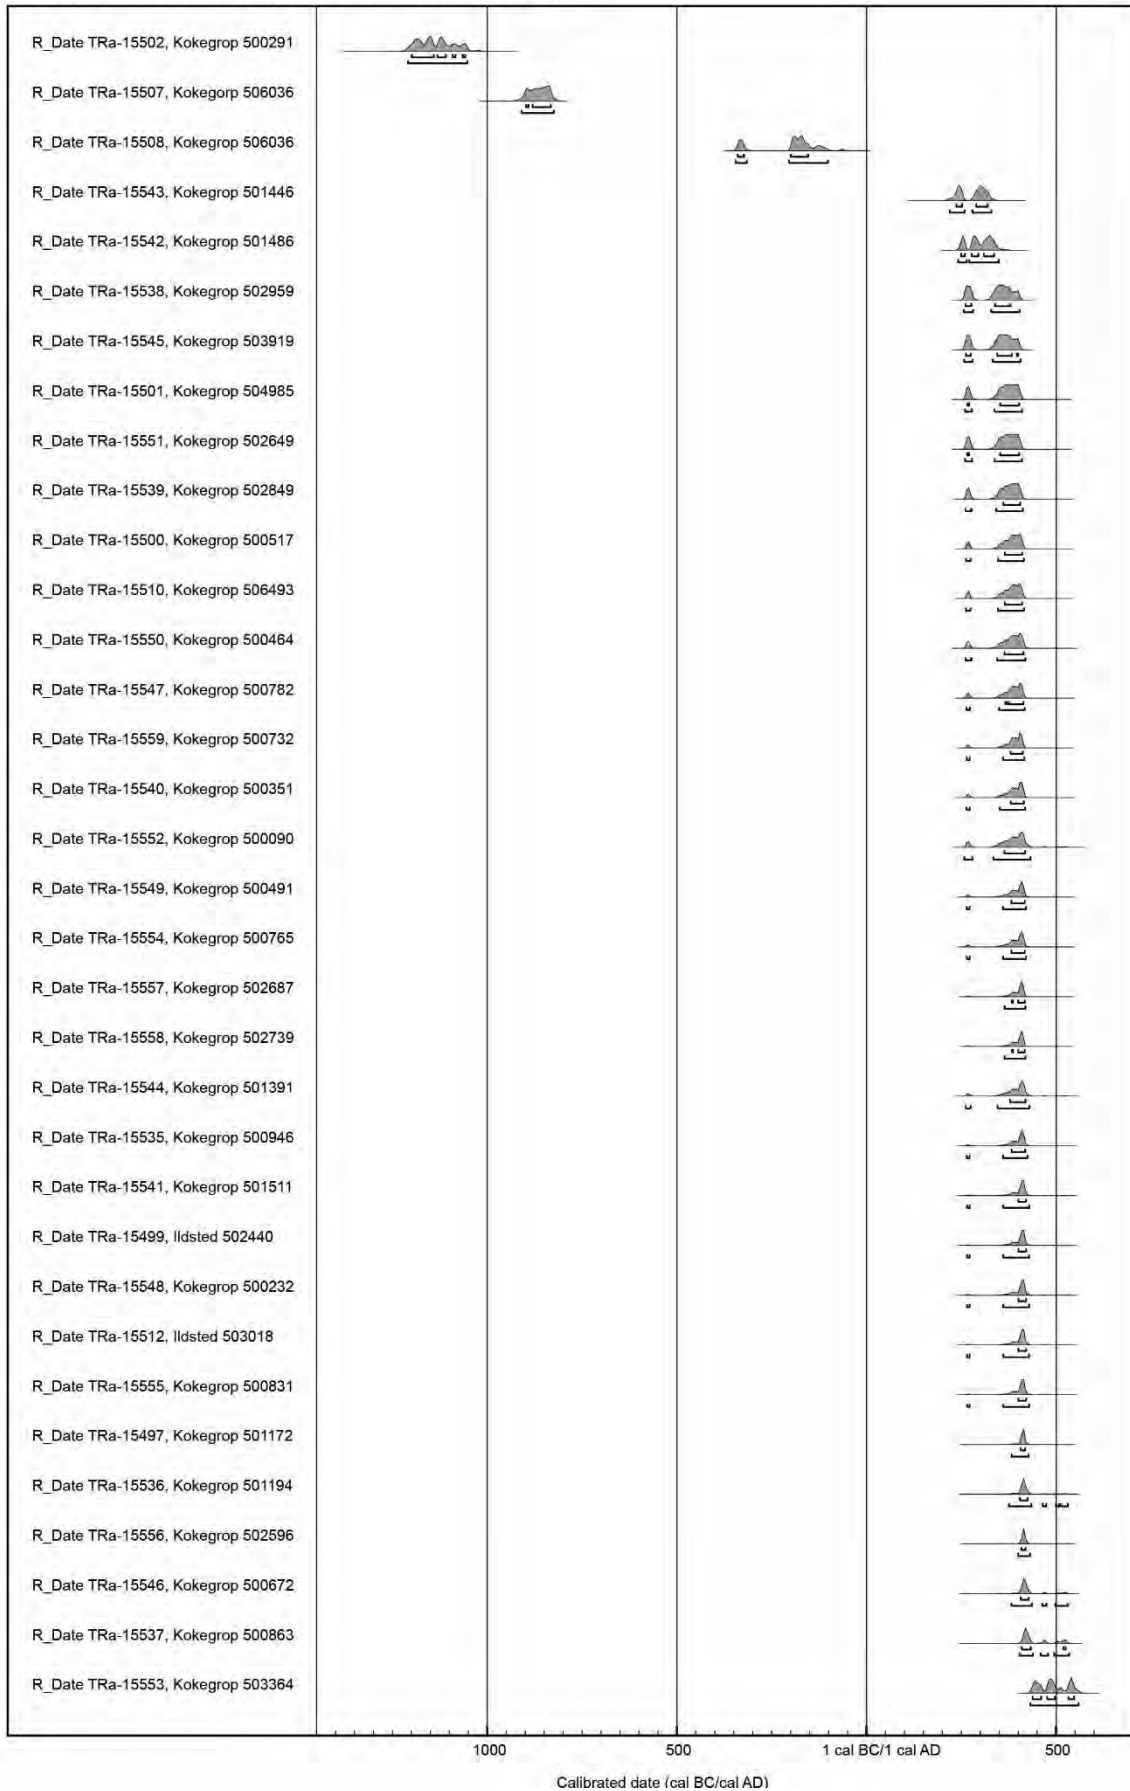 R_Date TRa-15502, Kokegrop 500291
R_Date TRa-15507, Kokegorp 506036
R_Date TRa-15508, Kokegrop 506036
R_Date TRa-15543, Kokegrop 501446
R_Date TRa-15542, Kokegrop 501486
R_Date TRa-15538, Kokegrop 502959
R_Date TRa-15545, Kokegrop 503919
R_Date TRa-15501, Kokegrop 504985
R_Date TRa-15551, Kokegrop 502649
R_Date TRa-15539, Kokegrop 502849
R_Date TRa-15500, Kokegrop 500517
R_Date TRa-15510, Kokegrop 506493
R_Date TRa-15550, Kokegrop 500464
R_Date TRa-15547, Kokegrop 500782
R_Date TRa-15559, Kokegrop 500732
R_Date TRa-15540, Kokegrop 500351
R_Date TRa-15552, Kokegrop 500090
R_Date TRa-15549, Kokegrop 500491
R_Date TRa-15554, Kokegrop 500765
R_Date TRa-15557, Kokegrop 502687
R_Date TRa-15558, Kokegrop 502739
R_Date TRa-15544, Kokegrop 501391
R_Date TRa-15535, Kokegrop 500946
R_Date TRa-15541, Kokegrop 501511
R_Date TRa-15499, Ildsted 502440
R_Date TRa-15548, Kokegrop 500232
R_Date TRa-15512, Ildsted 503018
R_Date TRa-15555, Kokegrop 500831
R_Date TRa-15497, Kokegrop 501172
R_Date TRa-15536, Kokegrop 501194
R_Date TRa-15556, Kokegrop 502596
R_Date TRa-15546, Kokegrop 500672
R_Date TRa-15537, Kokegrop 500863
R_Date TRa-15553, Kokegrop 503364
1000 500 1 cal BC/1 cal AD 500
Calibrated date (cal BC/cal AD)